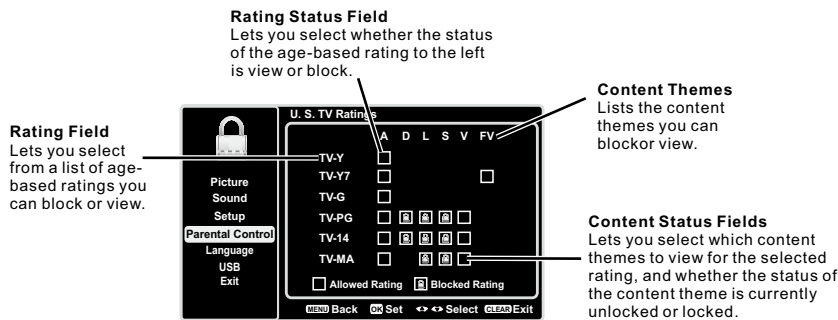 Rating Status Field
Lets you select whether the status
of the age-based rating to the left
is view or block.
Content Themes
Lists the content
themes you can
blockor view.
Rating Field
Lets you select
from a list of age-
based ratings you
can block or view.
U. S. TV Ratings
A D L S V FV
TV-Y
TV-Y7
TV-G
TV-PG
TV-14
TV-MA
Allowed Rating Blocked Rating
Picture
Sound
Setup
Parental Control
Language
USB
Exit
MENU Back OK Set Select CLEAR Exit
Content Status Fields
Lets you select which content
themes to view for the selected
rating, and whether the status of
the content theme is currently
unlocked or locked.